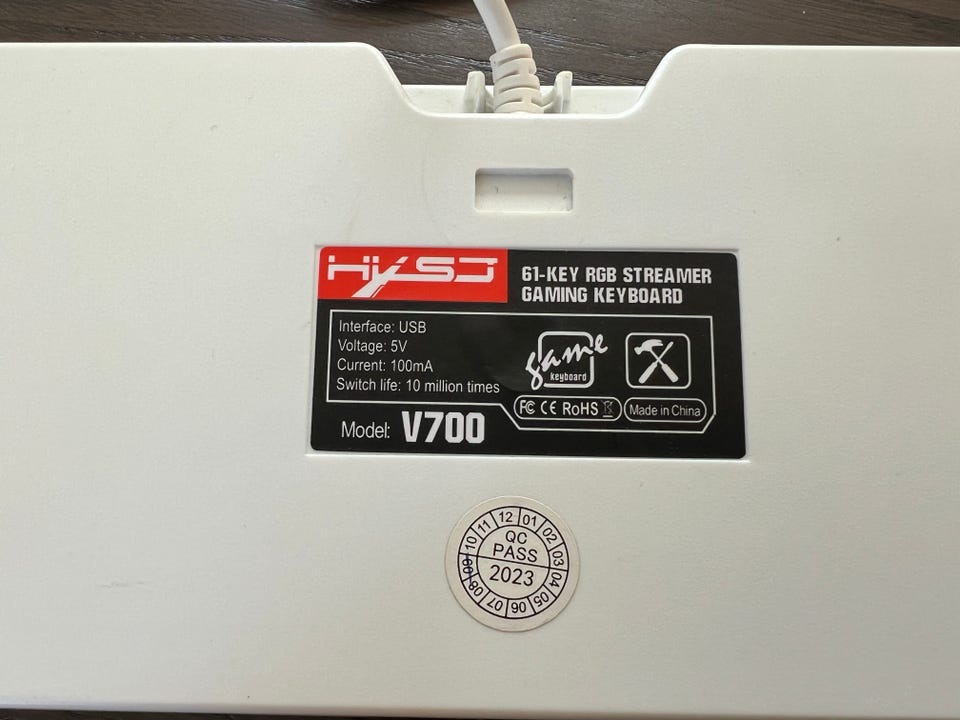 HXSJ
61-KEY RGB STREAMER
GAMING KEYBOARD
Interface: USB
Voltage: 5V
Current: 100mA
Switch life: 10 million times
game
keyboard
FC CE RoHS
Made in China
Model: V700
QC
PASS
2023
01 02 03 04 05 06 07 08 09 10 11 12